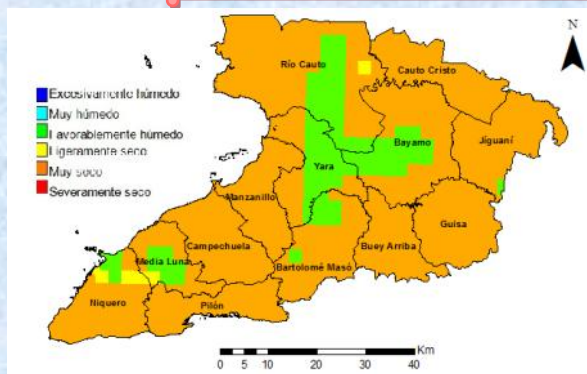 N
Río Cauto
Cauto Cristo
Excesivamente húmedo
Muy húmedo
Favorablemente húmedo
Ligeramente seco
Muy seco
Severamente seco
Bayamo
Jiguaní
Yara
Manzanillo
Guisa
Campechuela
Buey Arriba
Media Luna
Bartolomé Masó
Niquero
Pilón
Km
0 5 10 20 30 40